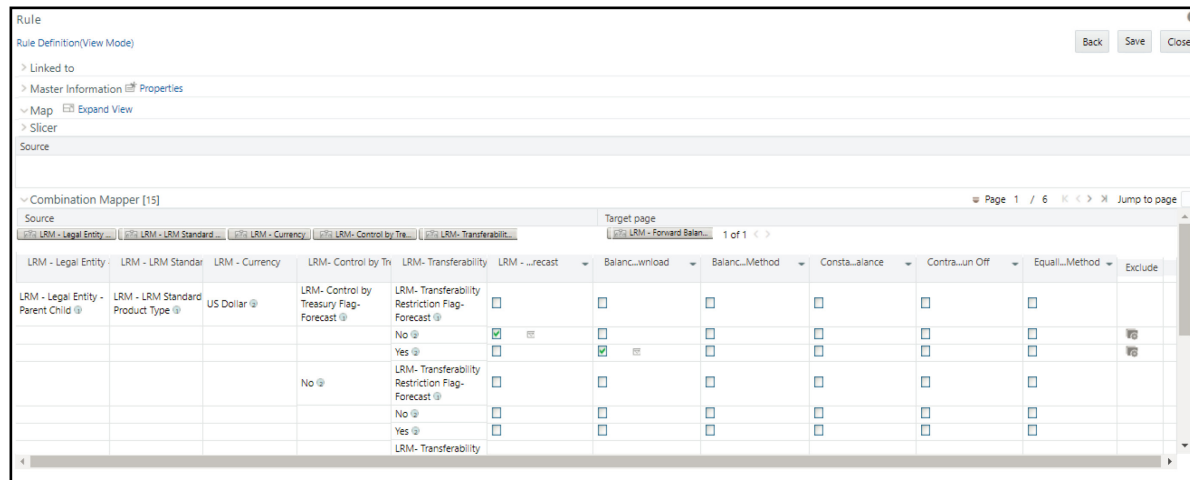 Rule
Rule Definition(View Mode)
Back Save Close
Linked to
Master Information Properties
Map Expand View
Slicer
Source
Combination Mapper [15] Page 1 / 6 Jump to page
Source Target page
LRM - Legal Entity ... LRM - LRM Standard ... LRM - Currency LRM- Control by Tre... LRM- Transferabilit... LRM - Forward Balan... 1 of 1
LRM - Legal Entity LRM - LRM Standar LRM - Currency LRM- Control by Tre LRM- Transferability LRM - ...recast Balanc...wnload Balanc...Method Consta...alance Contra...un Off Equall...Method Exclude
LRM - Legal Entity - LRM - LRM Standard US Dollar LRM- Control by LRM- Transferability
Parent Child Product Type Treasury Flag- Restriction Flag-
Forecast Forecast
No
Yes
LRM- Transferability
No Restriction Flag-
Forecast
No
Yes
LRM- Transferability